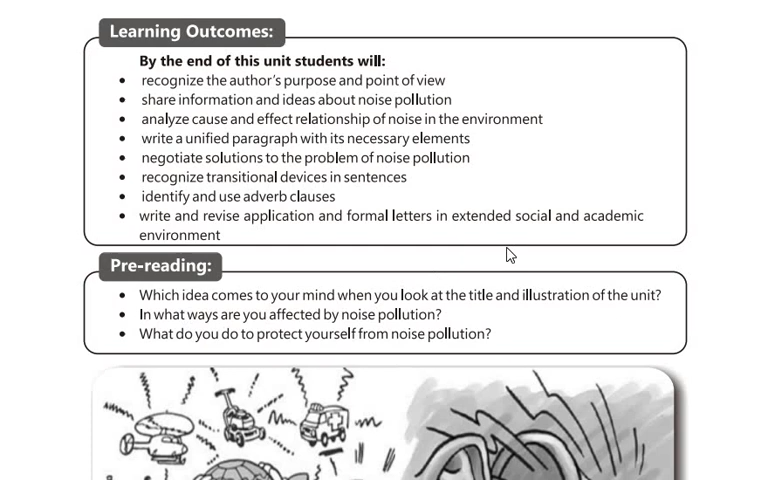 Learning Outcomes:
By the end of this unit students will:
• recognize the author's purpose and point of view
• share information and ideas about noise pollution
• analyze cause and effect relationship of noise in the environment
• write a unified paragraph with its necessary elements
• negotiate solutions to the problem of noise pollution
• recognize transitional devices in sentences
• identify and use adverb clauses
• write and revise application and formal letters in extended social and academic
environment
Pre-reading:
• Which idea comes to your mind when you look at the title and illustration of the unit?
• In what ways are you affected by noise pollution?
• What do you do to protect yourself from noise pollution?